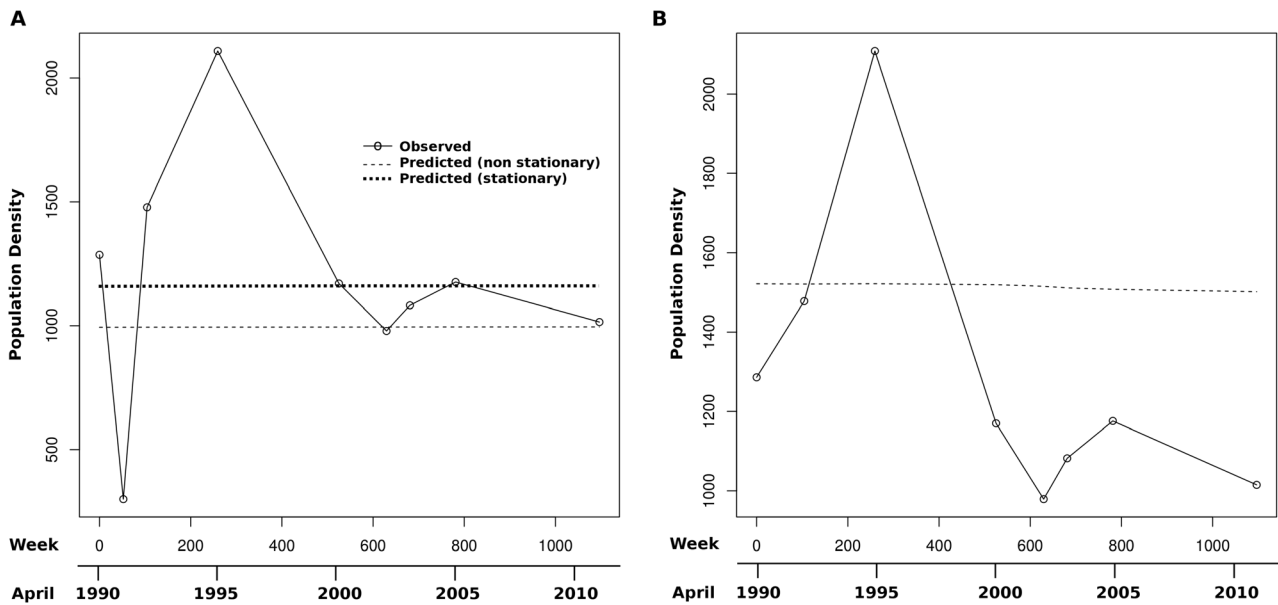 A
B
Population Density
500
1000
1500
2000
Observed
Predicted (non stationary)
Predicted (stationary)
Week 0 200 400 600 800 1000
April 1990 1995 2000 2005 2010
Population Density
1000
1200
1400
1600
1800
2000
Week 0 200 400 600 800 1000
April 1990 1995 2000 2005 2010